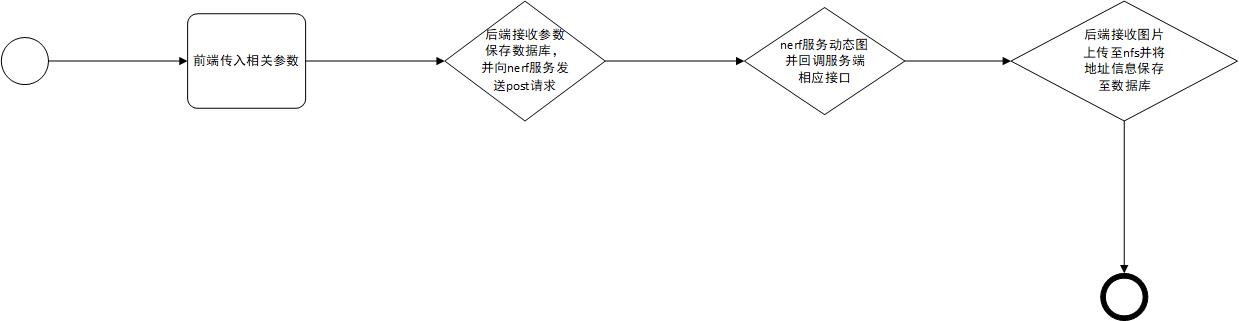 前端传入相关参数
后端接收参数
保存数据库，
并向nerf服务发
送post请求
nerf服务动态图
并回调服务端
相应接口
后端接收图片
上传至nfs并将
地址信息保存
至数据库